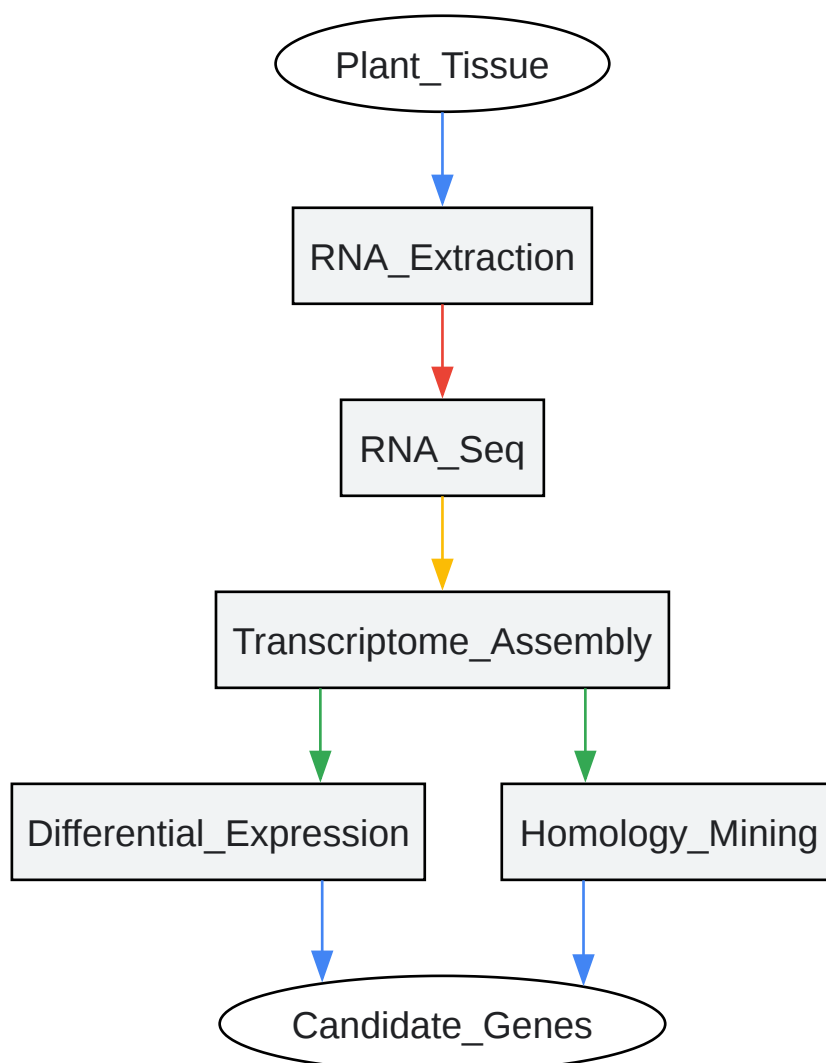 Plant_Tissue
RNA_Extraction
RNA_Seq
Transcriptome_Assembly
Differential_Expression
Homology_Mining
Candidate_Genes